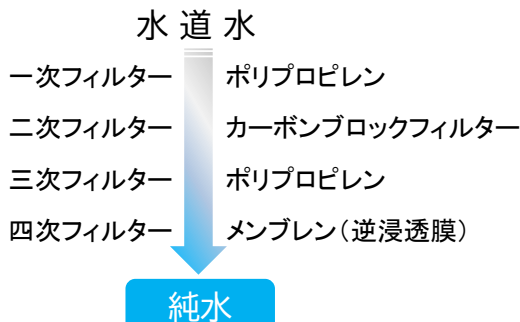 水道水
一次フィルター ポリプロピレン
二次フィルター カーボンブロックフィルター
三次フィルター ポリプロピレン
四次フィルター メンブレン（逆浸透膜）
純水